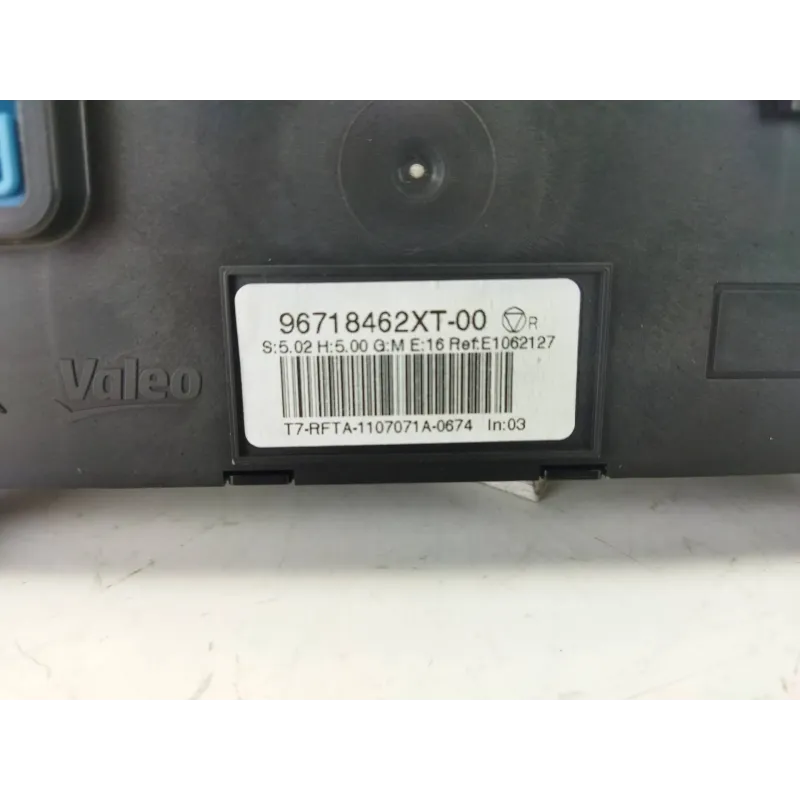 96718462XT-00 R
S:5.02 H:5.00 G:M E:16 Ref:E1062127
T7-RFTA-1107071A-0674 In:03
Valeo